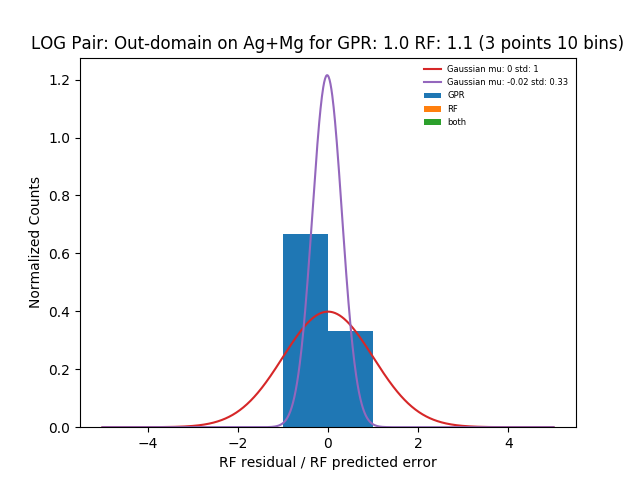 LOG Pair: Out-domain on Ag+Mg for GPR: 1.0 RF: 1.1 (3 points 10 bins)
Gaussian mu: 0 std: 1
Gaussian mu: -0.02 std: 0.33
GPR
RF
both
Normalized Counts
1.2
1.0
0.8
0.6
0.4
0.2
0.0
−4
−2
0
2
4
RF residual / RF predicted error